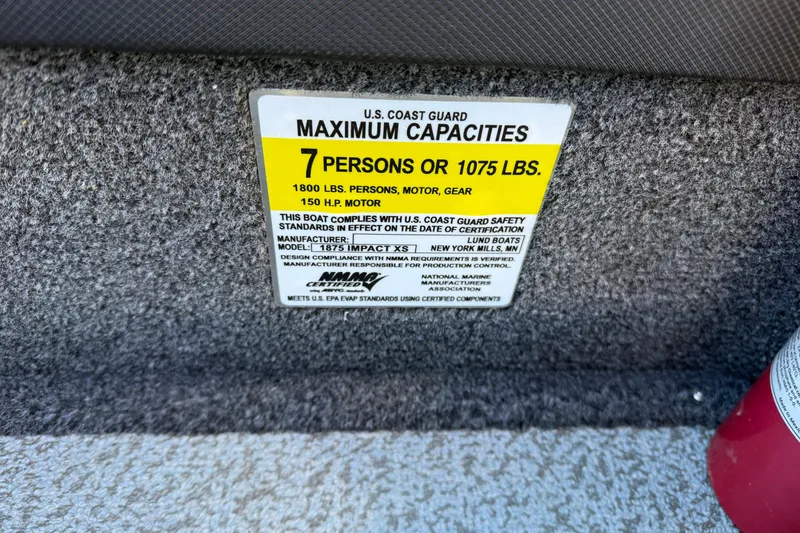 U.S. COAST GUARD
MAXIMUM CAPACITIES
7 PERSONS OR 1075 LBS.
1800 LBS. PERSONS, MOTOR, GEAR
150 H.P. MOTOR
THIS BOAT COMPLIES WITH U.S. COAST GUARD SAFETY
STANDARDS IN EFFECT ON THE DATE OF CERTIFICATION
MANUFACTURER: LUND BOATS
MODEL: 1875 IMPACT XS NEW YORK MILLS, MN
DESIGN COMPLIANCE WITH NMMA REQUIREMENTS IS VERIFIED.
MANUFACTURER RESPONSIBLE FOR PRODUCTION CONTROL.
NMMA
CERTIFIED
using ABYC standards
NATIONAL MARINE
MANUFACTURERS
ASSOCIATION
MEETS U.S. EPA EVAP STANDARDS USING CERTIFIED COMPONENTS